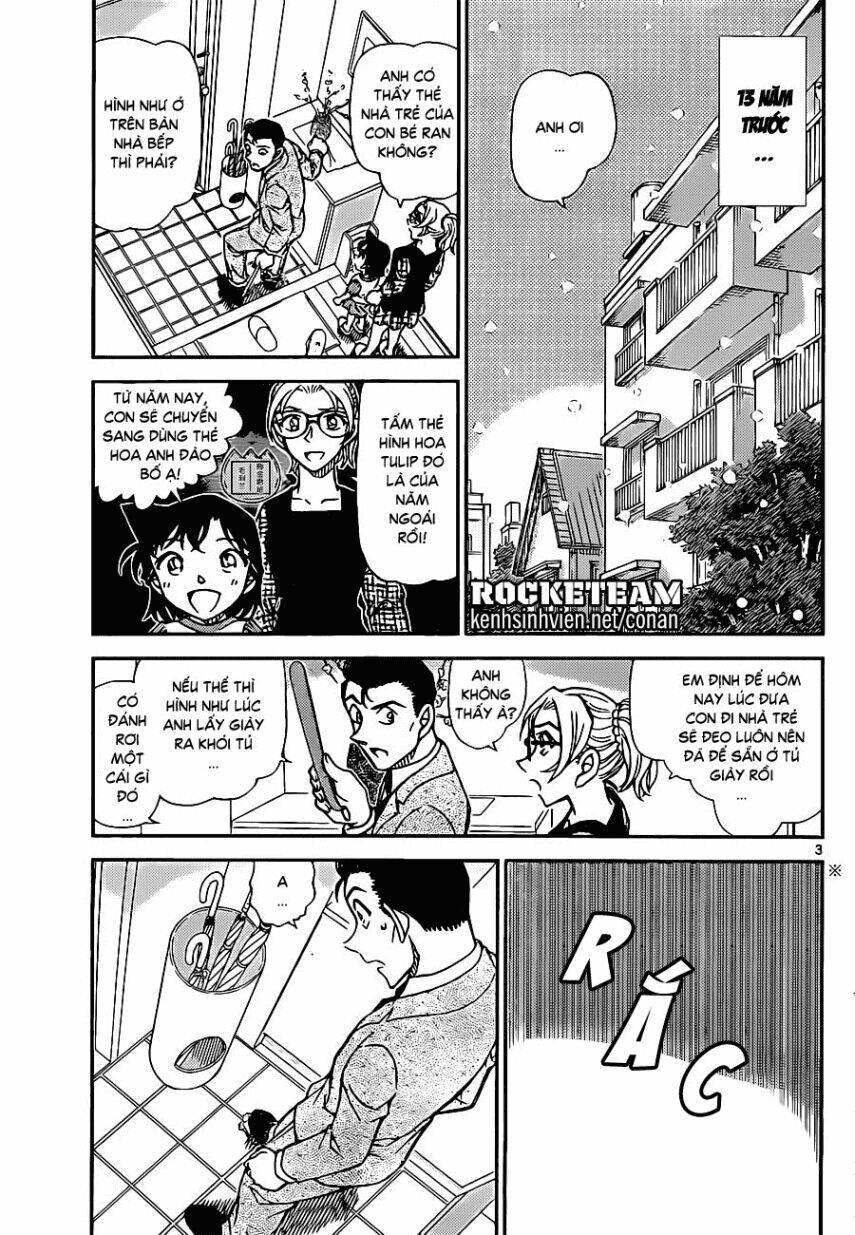 13 NĂM
TRƯỚC
...
ANH ƠI
...
ANH CÓ
THẤY THẺ
NHÀ TRẺ CỦA
CON BÉ RAN
KHÔNG?
HÌNH NHƯ Ở
TRÊN BÀN
NHÀ BẾP
THÌ PHẢI?
TẤM THẺ
HÌNH HOA
TULIP ĐÓ
LÀ CỦA
NĂM
NGOÁI
RỒI!
TỪ NĂM NAY,
CON SẼ CHUYỂN
SANG DÙNG THẺ
HOA ANH ĐÀO
BỐ Ạ!
ROCKETEAM
kenhsinhvien.net/conan
EM ĐỊNH ĐỂ HÔM
NAY LÚC ĐƯA
CON ĐI NHÀ TRẺ
SẼ ĐEO LUÔN NÊN
ĐÃ ĐỂ SẴN Ở TỦ
GIÀY RỒI
...
ANH
KHÔNG
THẤY À?
NẾU THẾ THÌ
HÌNH NHƯ LÚC
ANH LẤY GIÀY
RA KHỎI TỦ
...
CÓ
ĐÁNH
RƠI
MỘT
CÁI GÌ
ĐÓ
...
3
※
RÁC
A
...